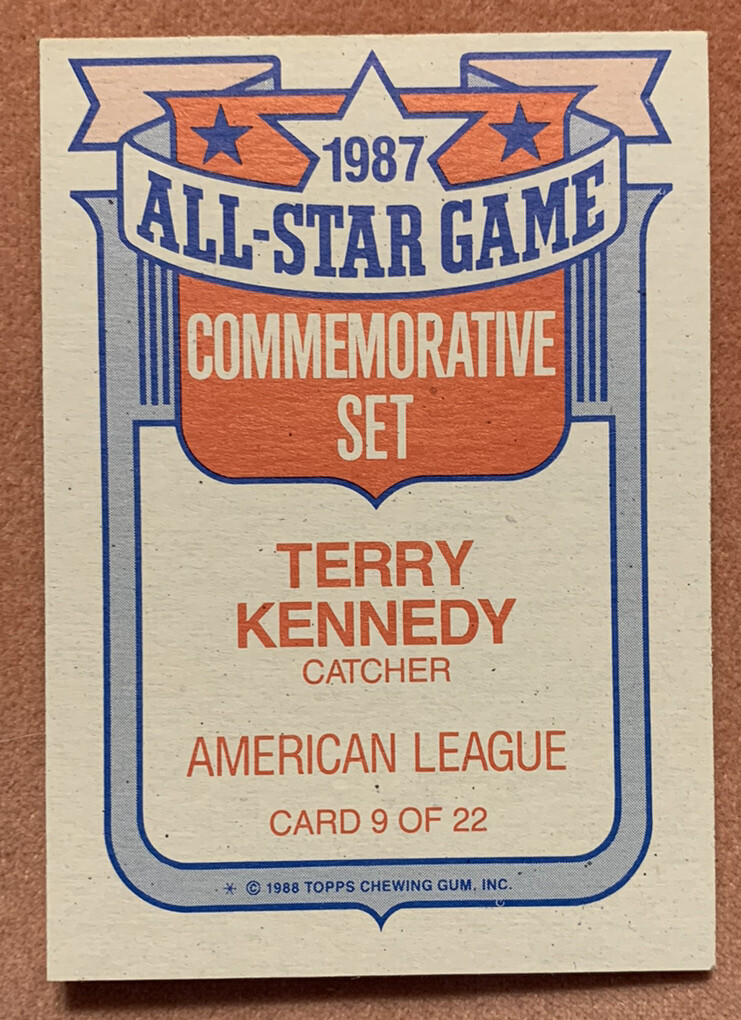 1987
ALL-STAR GAME
COMMEMORATIVE
SET
TERRY
KENNEDY
CATCHER
AMERICAN LEAGUE
CARD 9 OF 22
* © 1988 TOPPS CHEWING GUM, INC.